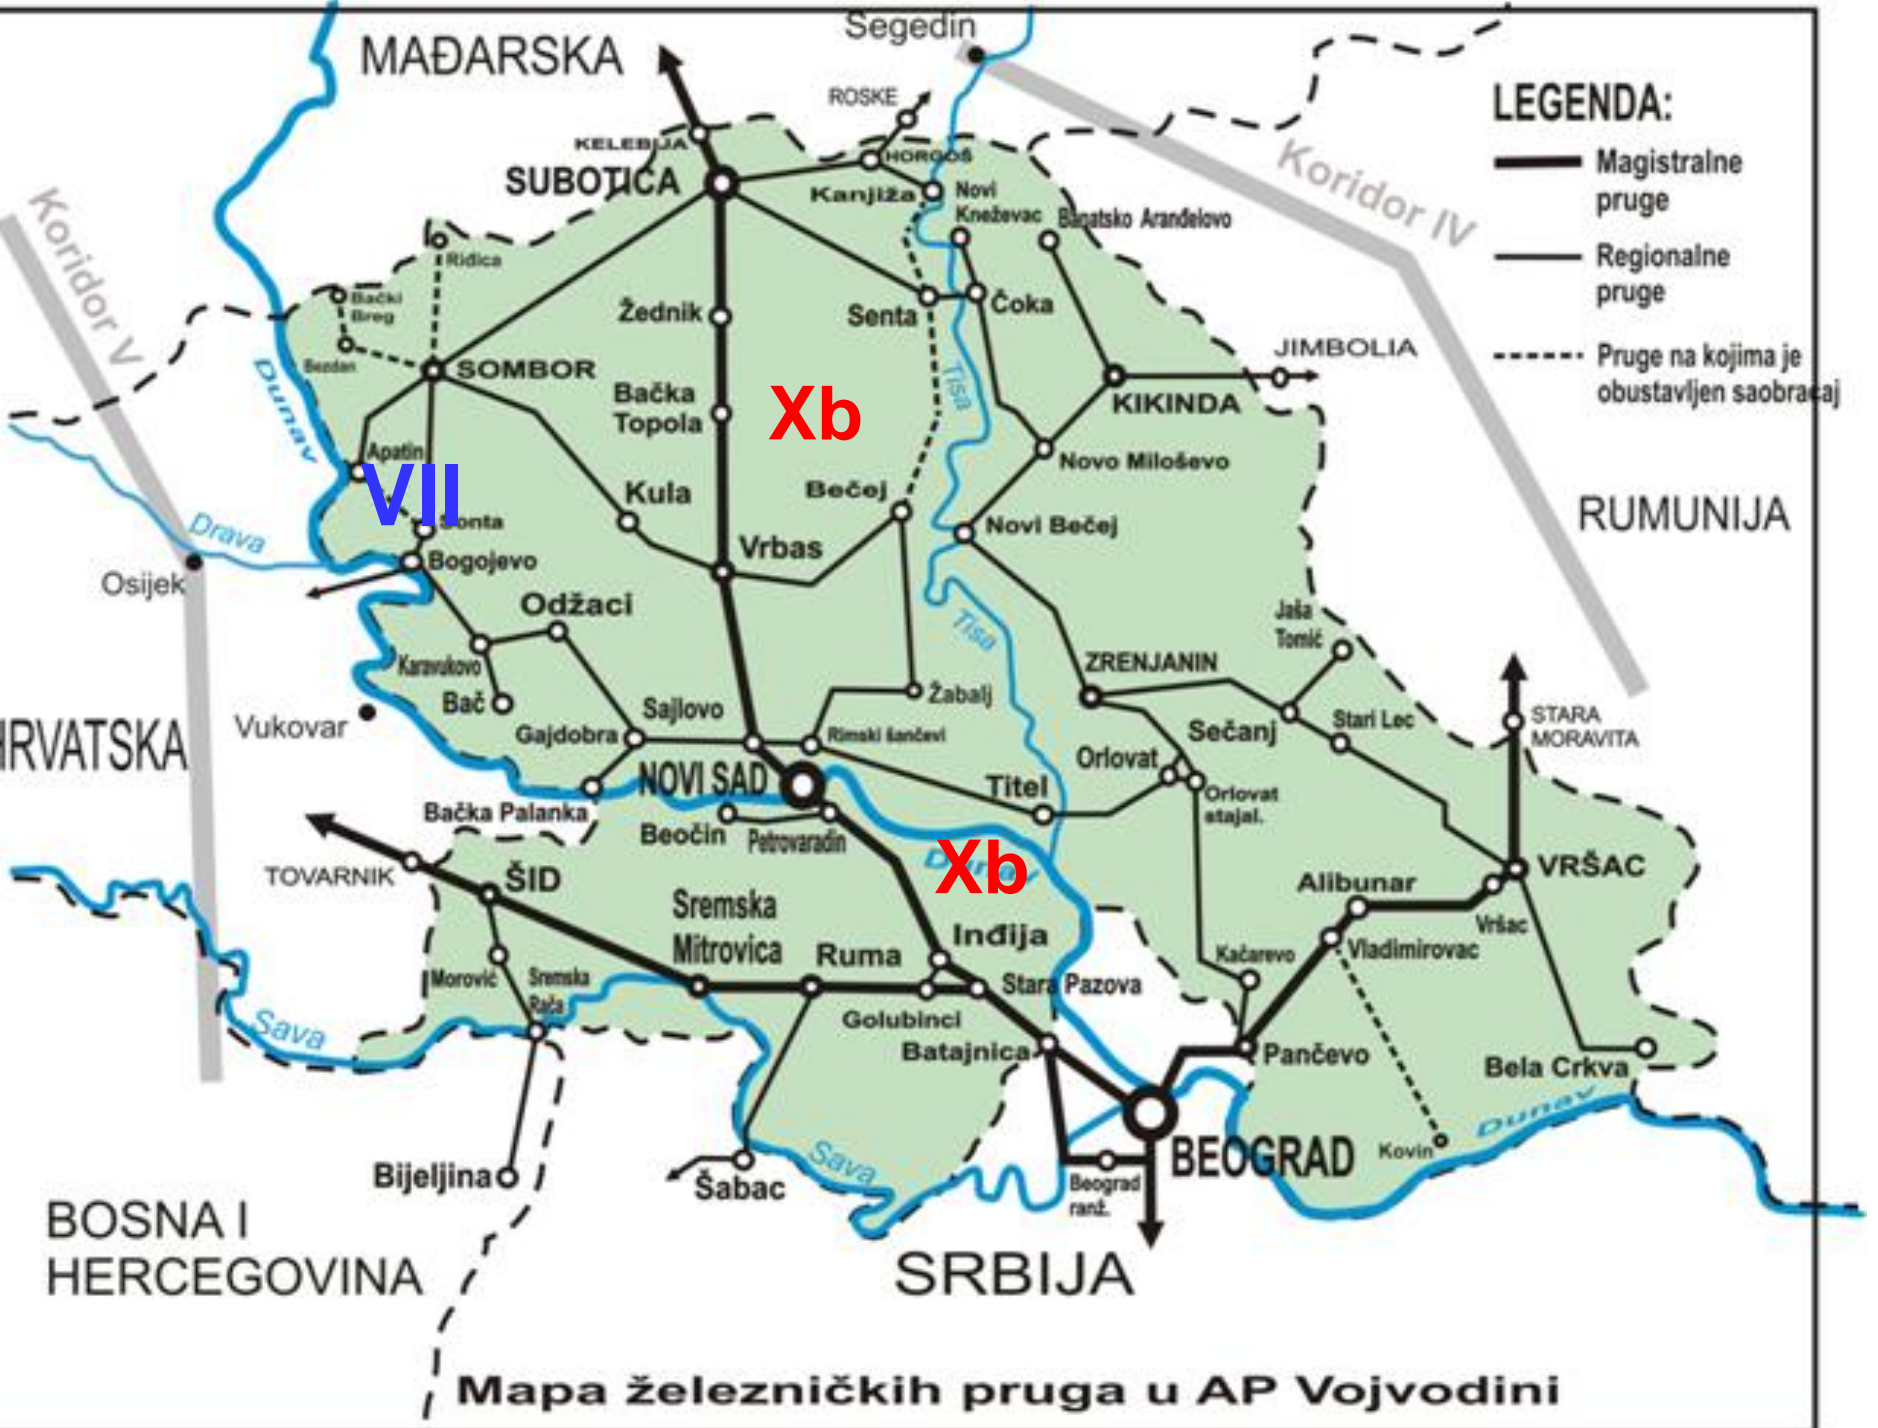 Segedin
MAĐARSKA
ROSKE
KELEBIJA
HORGOŠ
SUBOTICA
Kanjiža
Novi
Kneževac
Banatsko Aranđelovo
Koridor IV
Koridor V
LEGENDA:
Magistralne
pruge
Regionalne
pruge
Pruge na kojima je
obustavljen saobraćaj
Riđica
Bački
Breg
Bezdan
Žednik
Senta
Čoka
JIMBOLIA
SOMBOR
Dunav
Bačka
Topola
Xb
Tisa
KIKINDA
Apatin
VII
Novo Miloševo
Kula
Bečej
Sonta
Novi Bečej
RUMUNIJA
Drava
Vrbas
Bogojevo
Osijek
Odžaci
Tisa
Jaša
Tomić
Karavukovo
ZRENJANIN
Bač
Žabalj
Vukovar
Sajlovo
Gajdobra
Rimski šančevi
Sečanj
Stari Lec
STARA
MORAVITA
HRVATSKA
Orlovat
NOVI SAD
Titel
Orlovat
stajal.
Bačka Palanka
Beočin
Petrovaradin
Dunav
Xb
TOVARNIK
ŠID
VRŠAC
Alibunar
Sremska
Mitrovica
Vršac
Ruma
Inđija
Kačarevo
Vladimirovac
Morović
Sremska
Rača
Stara Pazova
Golubinci
Sava
Batajnica
Pančevo
Bela Crkva
Dunav
Kovin
BEOGRAD
Sava
Bijeljina
Šabac
Beograd
ranž.
BOSNA I
HERCEGOVINA
SRBIJA
Mapa železničkih pruga u AP Vojvodini